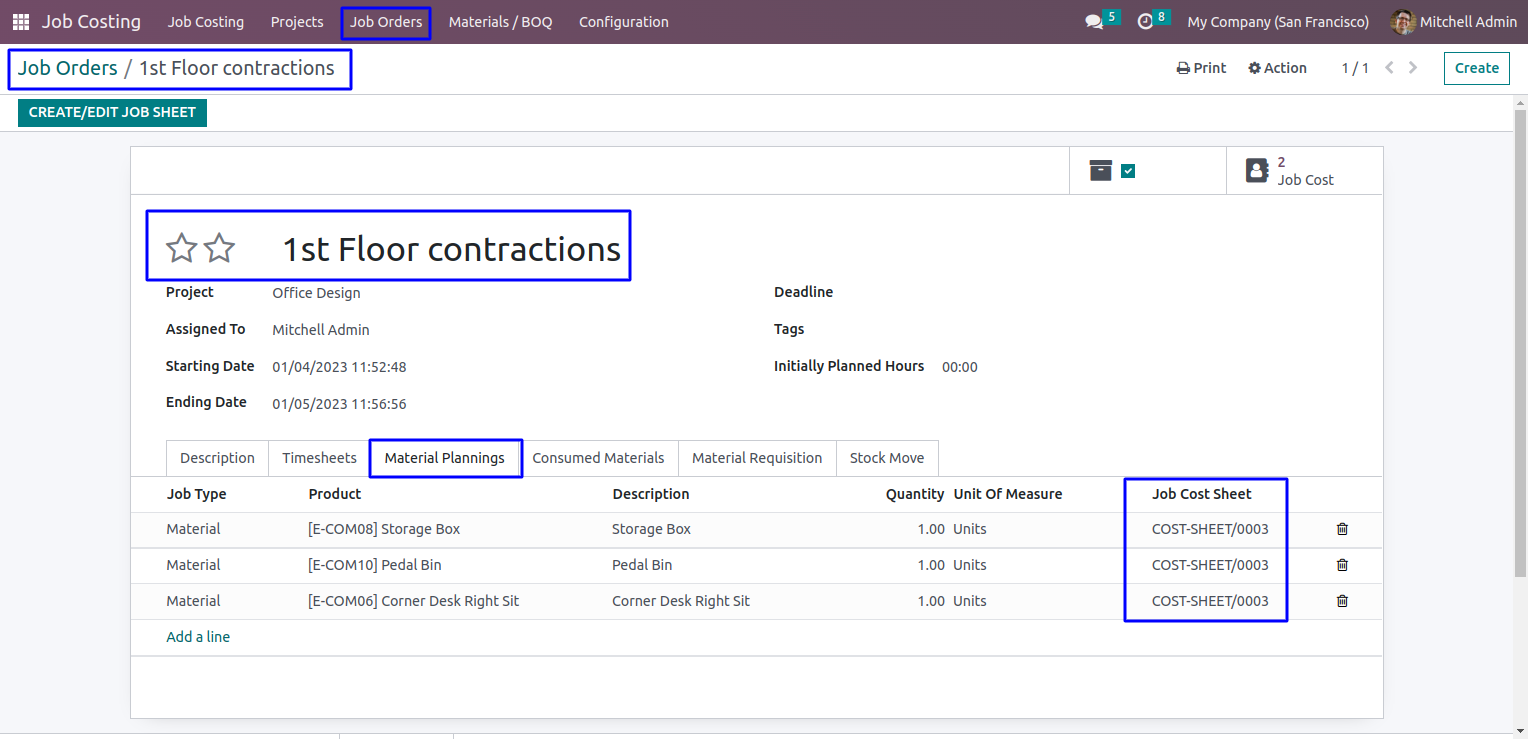 Job Costing Job Costing Projects Job Orders Materials / BOQ Configuration 5 8 My Company (San Francisco) Mitchell Admin
Job Orders / 1st Floor contractions Print Action 1 / 1 Create
CREATE/EDIT JOB SHEET
2
Job Cost
1st Floor contractions
Project Office Design Deadline
Assigned To Mitchell Admin Tags
Starting Date 01/04/2023 11:52:48 Initially Planned Hours 00:00
Ending Date 01/05/2023 11:56:56
Description Timesheets Material Plannings Consumed Materials Material Requisition Stock Move
Job Type Product Description Quantity Unit Of Measure Job Cost Sheet
Material [E-COM08] Storage Box Storage Box 1.00 Units COST-SHEET/0003
Material [E-COM10] Pedal Bin Pedal Bin 1.00 Units COST-SHEET/0003
Material [E-COM06] Corner Desk Right Sit Corner Desk Right Sit 1.00 Units COST-SHEET/0003
Add a line